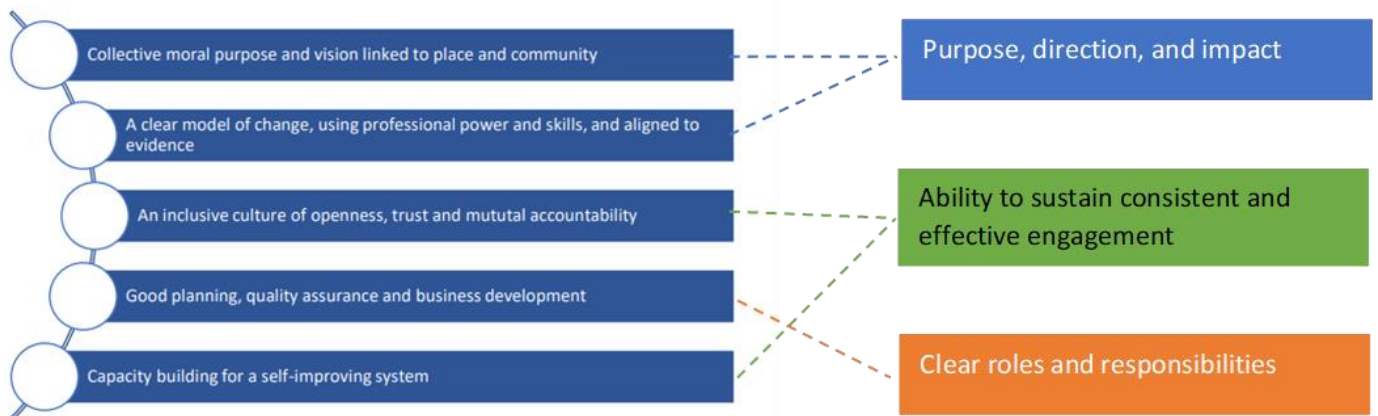 Collective moral purpose and vision linked to place and community
A clear model of change, using professional power and skills, and aligned to
evidence
An inclusive culture of openness, trust and mututal accountability
Good planning, quality assurance and business development
Capacity building for a self-improving system
Purpose, direction, and impact
Ability to sustain consistent and
effective engagement
Clear roles and responsibilities